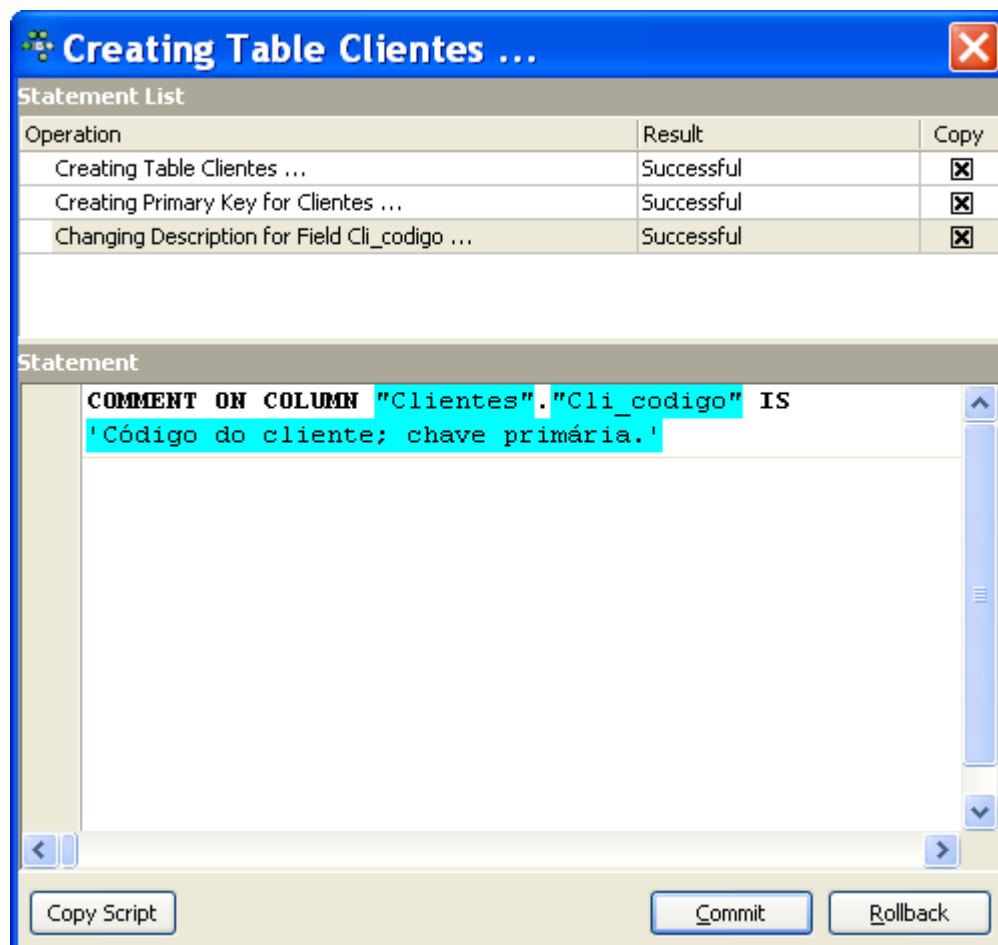 Creating Table Clientes ...
Statement List
Operation Result Copy
Creating Table Clientes ... Successful
Creating Primary Key for Clientes ... Successful
Changing Description for Field Cli_codigo ... Successful
Statement
COMMENT ON COLUMN "Clientes"."Cli_codigo" IS
'Código do cliente; chave primária.'
Copy Script Commit Rollback